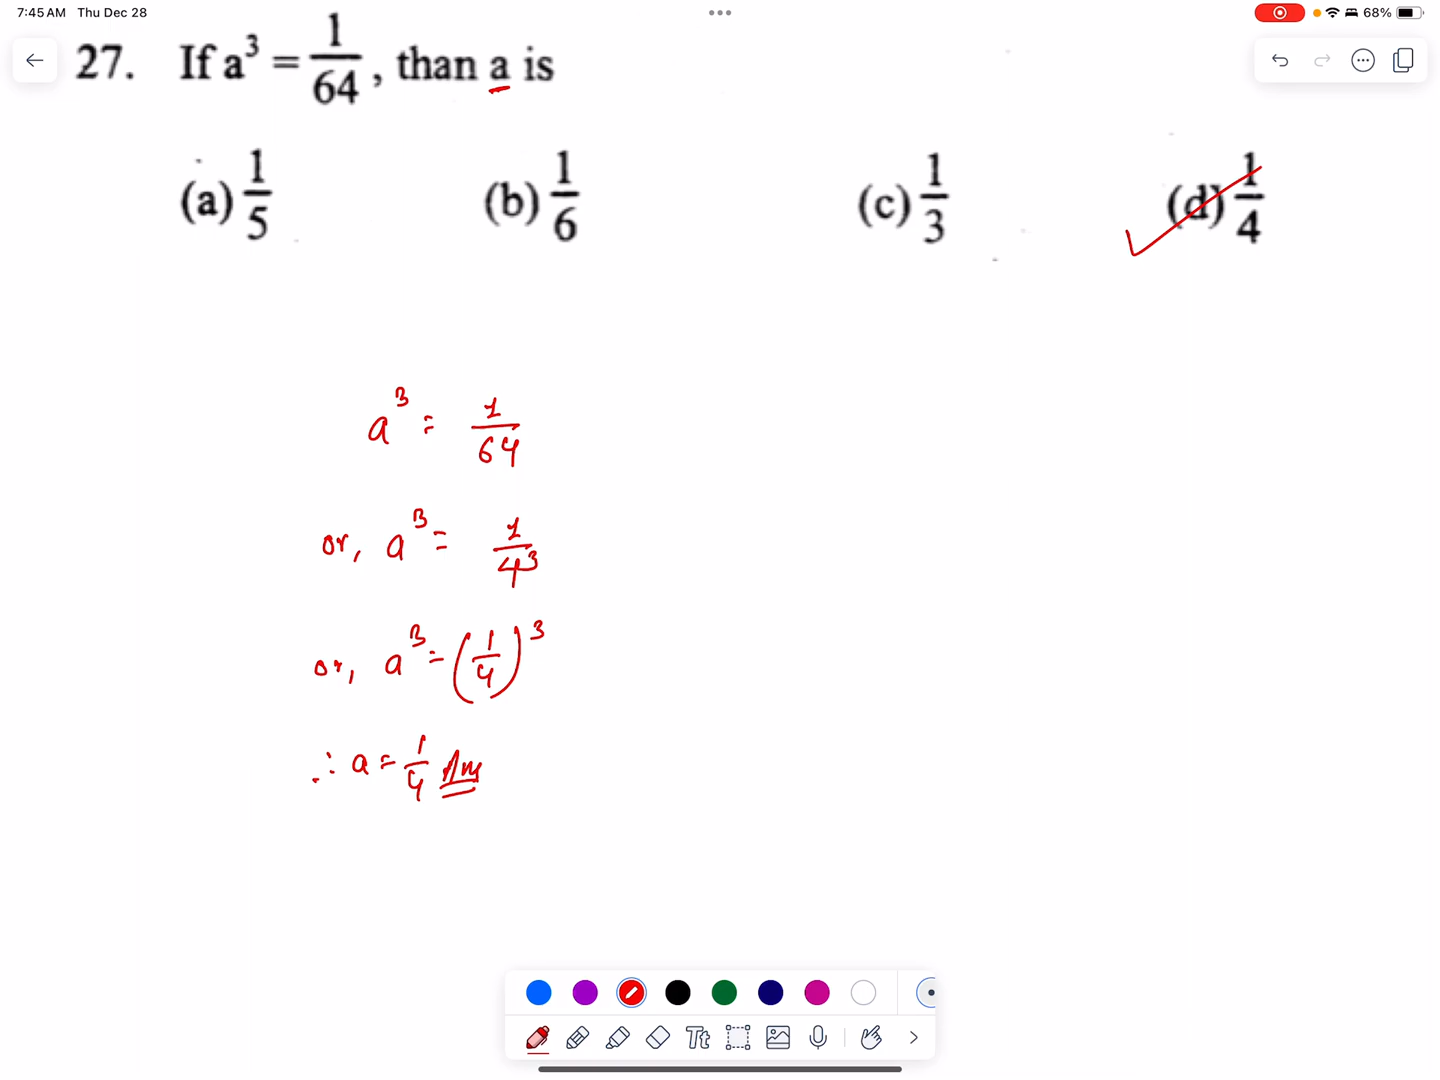 7:45 AM Thu Dec 28
68%
27. If a³ = 1/64, than a is
(a) 1/5 (b) 1/6 (c) 1/3 (d) 1/4
a³ = 1/64
or, a³ = 1/4³
or, a³ = (1/4)³
∴ a = 1/4 Ans
Tt